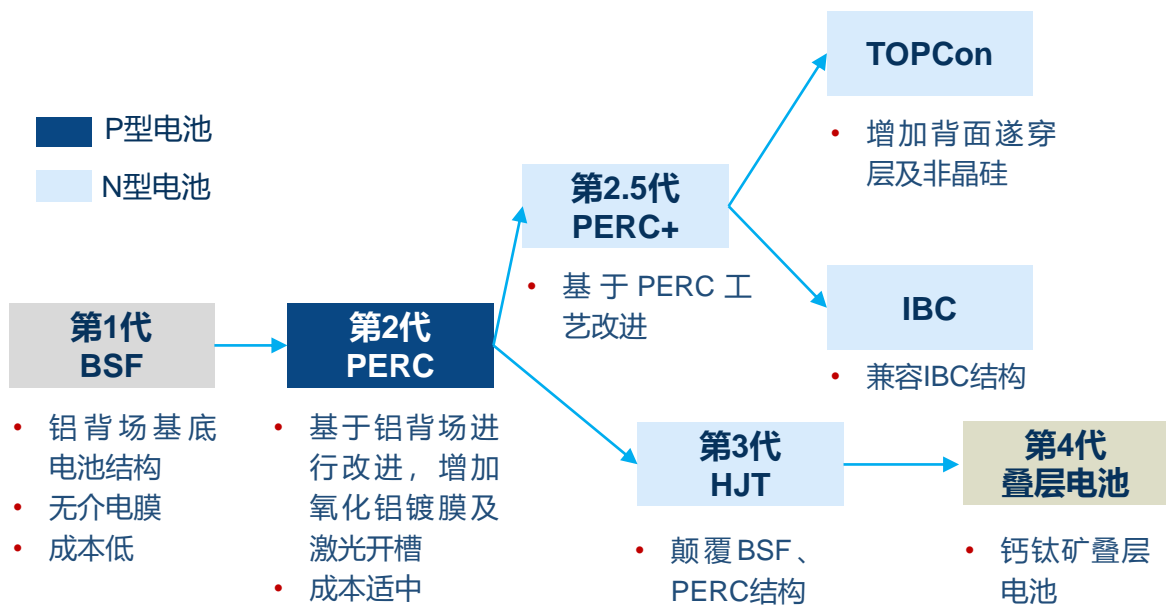 P型电池
N型电池
TOPCon
• 增加背面遂穿
层及非晶硅
第2.5代
PERC+
• 基于 PERC 工
艺改进
IBC
• 兼容IBC结构
第1代
BSF
• 铝背场基底
电池结构
• 无介电膜
• 成本低
第2代
PERC
• 基于铝背场进
行改进，增加
氧化铝镀膜及
激光开槽
• 成本适中
第3代
HJT
• 颠覆BSF、
PERC结构
第4代
叠层电池
• 钙钛矿叠层
电池